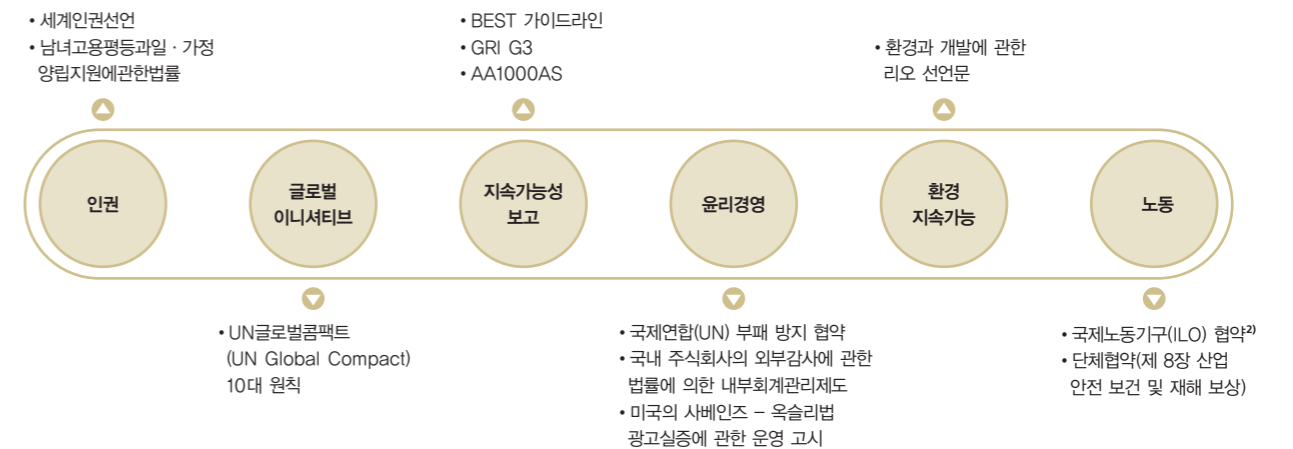 • 세계인권선언
• 남녀고용평등과일 · 가정
양립지원에관한법률
• BEST 가이드라인
• GRI G3
• AA1000AS
• 환경과 개발에 관한
리오 선언문
인권
글로벌
이니셔티브
지속가능성
보고
윤리경영
환경
지속가능
노동
• UN글로벌콤팩트
(UN Global Compact)
10대 원칙
• 국제연합(UN) 부패 방지 협약
• 국내 주식회사의 외부감사에 관한
법률에 의한 내부회계관리제도
• 미국의 사베인즈 – 옥슬리법
광고실증에 관한 운영 고시
• 국제노동기구(ILO) 협약²⁾
• 단체협약(제 8장 산업
안전 보건 및 재해 보상)